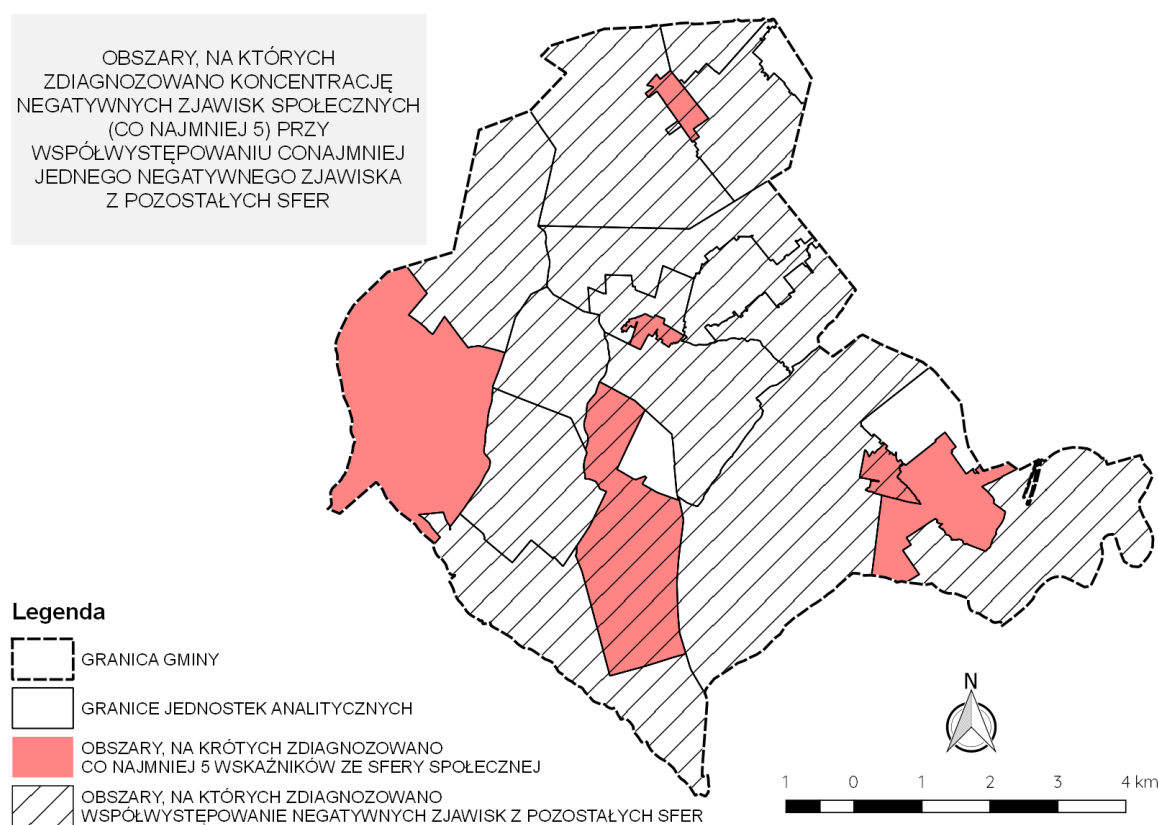 OBSZARY, NA KTÓRYCH
ZDIAGNOZOWANO KONCENTRACJĘ
NEGATYWNYCH ZJAWISK SPOŁECZNYCH
(CO NAJMNIEJ 5) PRZY
WSPÓŁWYSTĘPOWANIU CONAJMNIEJ
JEDNEGO NEGATYWNEGO ZJAWISKA
Z POZOSTAŁYCH SFER
Legenda
GRANICA GMINY
GRANICE JEDNOSTEK ANALITYCZNYCH
OBSZARY, NA KRÓTYCH ZDIAGNOZOWANO
CO NAJMNIEJ 5 WSKAŹNIKÓW ZE SFERY SPOŁECZNEJ
OBSZARY, NA KTÓRYCH ZDIAGNOZOWANO
WSPÓŁWYSTĘPOWANIE NEGATYWNYCH ZJAWISK Z POZOSTAŁYCH SFER
N
1 0 1 2 3 4 km